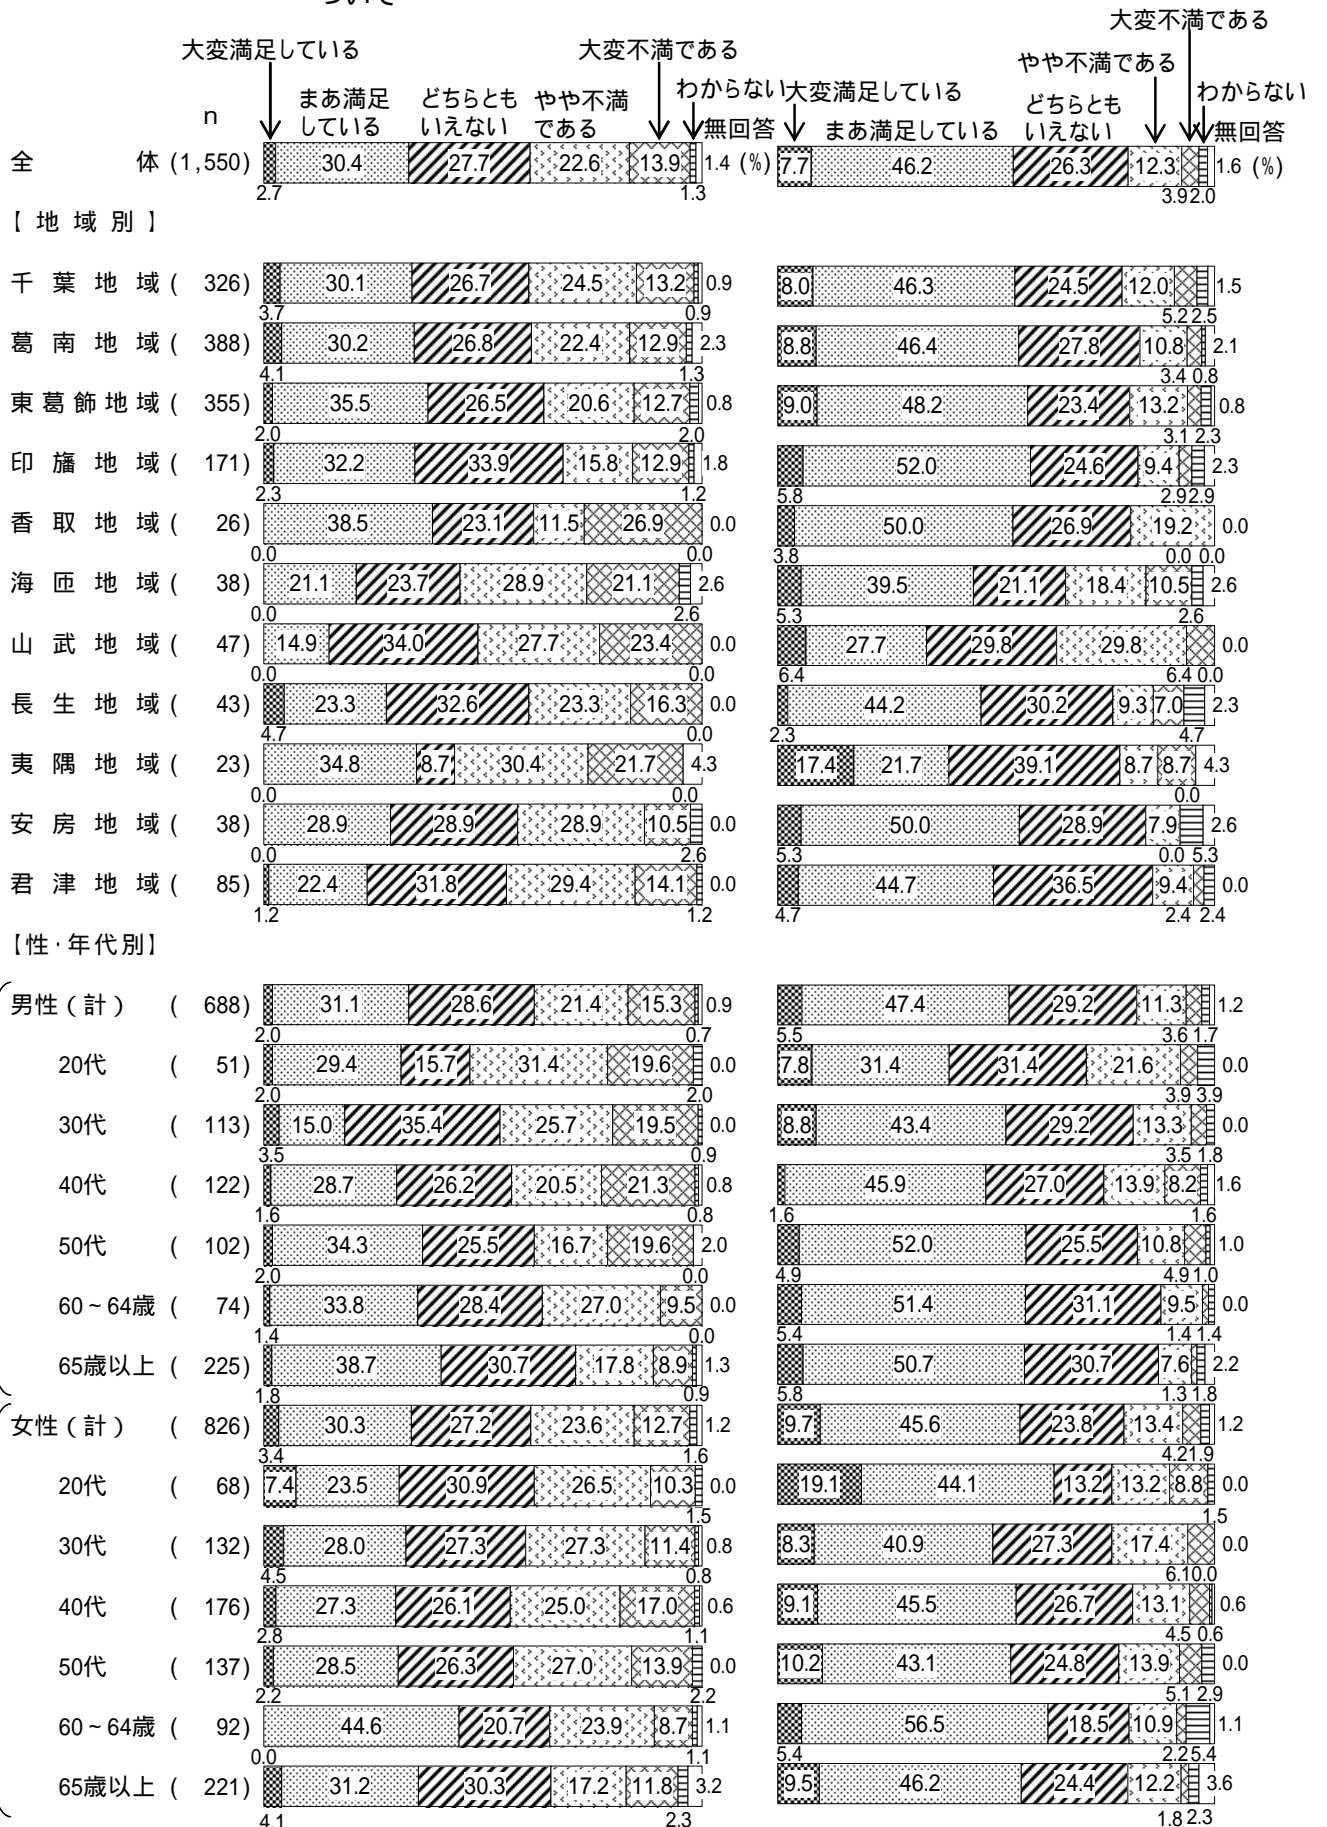 ついて
大変不満である
大変満足している 大変不満である
やや不満である
わからない 大変満足している わからない
まあ満足 どちらとも やや不満 どちらとも
n している いえない である 無回答 まあ満足している いえない 無回答
全 体 (1,550) 30.4 27.7 22.6 13.9 1.4 (%) 7.7 46.2 26.3 12.3 1.6 (%)
2.7 1.3 3.9 2.0
【地域別】
千葉地域 ( 326) 30.1 26.7 24.5 13.2 0.9 8.0 46.3 24.5 12.0 1.5
3.7 0.9 5.2 2.5
葛南地域 ( 388) 30.2 26.8 22.4 12.9 2.3 8.8 46.4 27.8 10.8 2.1
4.1 1.3 3.4 0.8
東葛飾地域 ( 355) 35.5 26.5 20.6 12.7 0.8 9.0 48.2 23.4 13.2 0.8
2.0 2.0 3.1 2.3
印旛地域 ( 171) 32.2 33.9 15.8 12.9 1.8 52.0 24.6 9.4 2.3
2.3 1.2 5.8 2.9 2.9
香取地域 ( 26) 38.5 23.1 11.5 26.9 0.0 50.0 26.9 19.2 0.0
0.0 0.0 3.8 0.0 0.0
海匝地域 ( 38) 21.1 23.7 28.9 21.1 2.6 39.5 21.1 18.4 10.5 2.6
0.0 2.6 5.3 2.6
山武地域 ( 47) 14.9 34.0 27.7 23.4 0.0 27.7 29.8 29.8 0.0
0.0 0.0 6.4 6.4 0.0
長生地域 ( 43) 23.3 32.6 23.3 16.3 0.0 44.2 30.2 9.3 7.0 2.3
4.7 0.0 2.3 4.7
夷隅地域 ( 23) 34.8 8.7 30.4 21.7 4.3 17.4 21.7 39.1 8.7 8.7 4.3
0.0 0.0 0.0
安房地域 ( 38) 28.9 28.9 28.9 10.5 0.0 50.0 28.9 7.9 2.6
0.0 2.6 5.3 0.0 5.3
君津地域 ( 85) 22.4 31.8 29.4 14.1 0.0 44.7 36.5 9.4 0.0
1.2 1.2 4.7 2.4 2.4
【性・年代別】
男性（計） ( 688) 31.1 28.6 21.4 15.3 0.9 47.4 29.2 11.3 1.2
2.0 0.7 5.5 3.6 1.7
20代 ( 51) 29.4 15.7 31.4 19.6 0.0 7.8 31.4 31.4 21.6 0.0
2.0 2.0 3.9 3.9
30代 ( 113) 15.0 35.4 25.7 19.5 0.0 8.8 43.4 29.2 13.3 0.0
3.5 0.9 3.5 1.8
40代 ( 122) 28.7 26.2 20.5 21.3 0.8 45.9 27.0 13.9 8.2 1.6
1.6 0.8 1.6 1.6
50代 ( 102) 34.3 25.5 16.7 19.6 2.0 52.0 25.5 10.8 1.0
2.0 0.0 4.9 4.9 1.0
60~64歳 ( 74) 33.8 28.4 27.0 9.5 0.0 51.4 31.1 9.5 0.0
1.4 0.0 5.4 1.4 1.4
65歳以上 ( 225) 38.7 30.7 17.8 8.9 1.3 50.7 30.7 7.6 2.2
1.8 0.9 5.8 1.3 1.8
女性（計） ( 826) 30.3 27.2 23.6 12.7 1.2 9.7 45.6 23.8 13.4 1.2
3.4 1.6 4.2 1.9
20代 ( 68) 7.4 23.5 30.9 26.5 10.3 0.0 19.1 44.1 13.2 13.2 8.8 0.0
1.5 1.5
30代 ( 132) 28.0 27.3 27.3 11.4 0.8 8.3 40.9 27.3 17.4 0.0
4.5 0.8 6.1 0.0
40代 ( 176) 27.3 26.1 25.0 17.0 0.6 9.1 45.5 26.7 13.1 0.6
2.8 1.1 4.5 0.6
50代 ( 137) 28.5 26.3 27.0 13.9 0.0 10.2 43.1 24.8 13.9 0.0
2.2 2.2 5.1 2.9
60~64歳 ( 92) 44.6 20.7 23.9 8.7 1.1 56.5 18.5 10.9 1.1
0.0 1.1 5.4 2.2 5.4
65歳以上 ( 221) 31.2 30.3 17.2 11.8 3.2 9.5 46.2 24.4 12.2 3.6
4.1 2.3 1.8 2.3